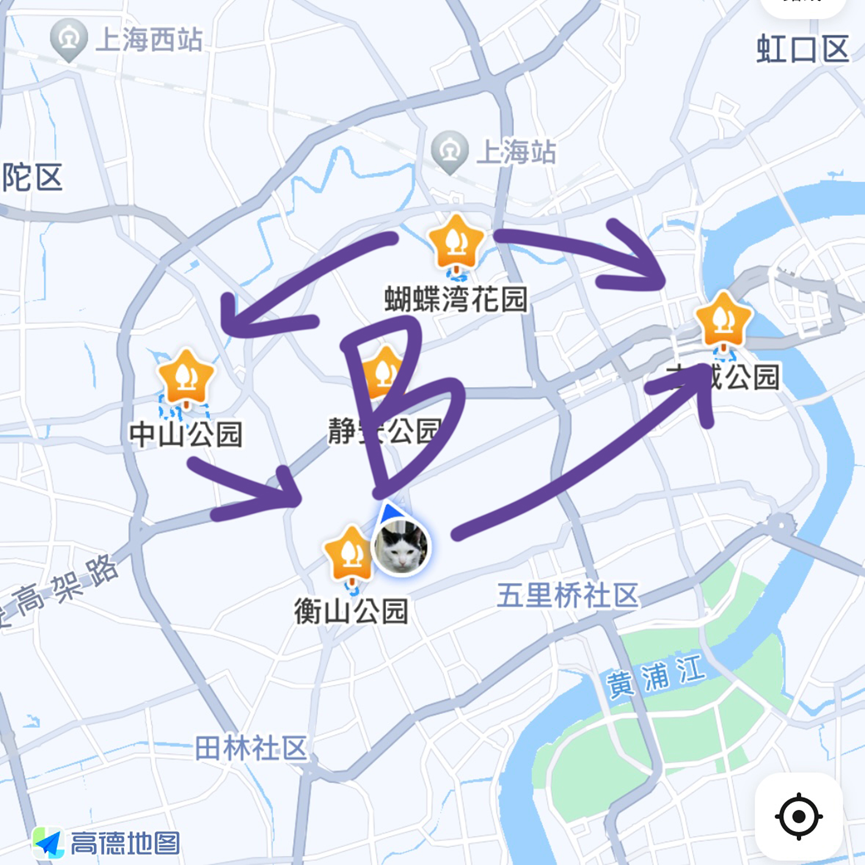 上海西站
虹口区
上海站
陀区
蝴蝶湾花园
古城公园
中山公园
静安公园
B
衡山公园
高架路
五里桥社区
黄浦江
田林社区
高德地图